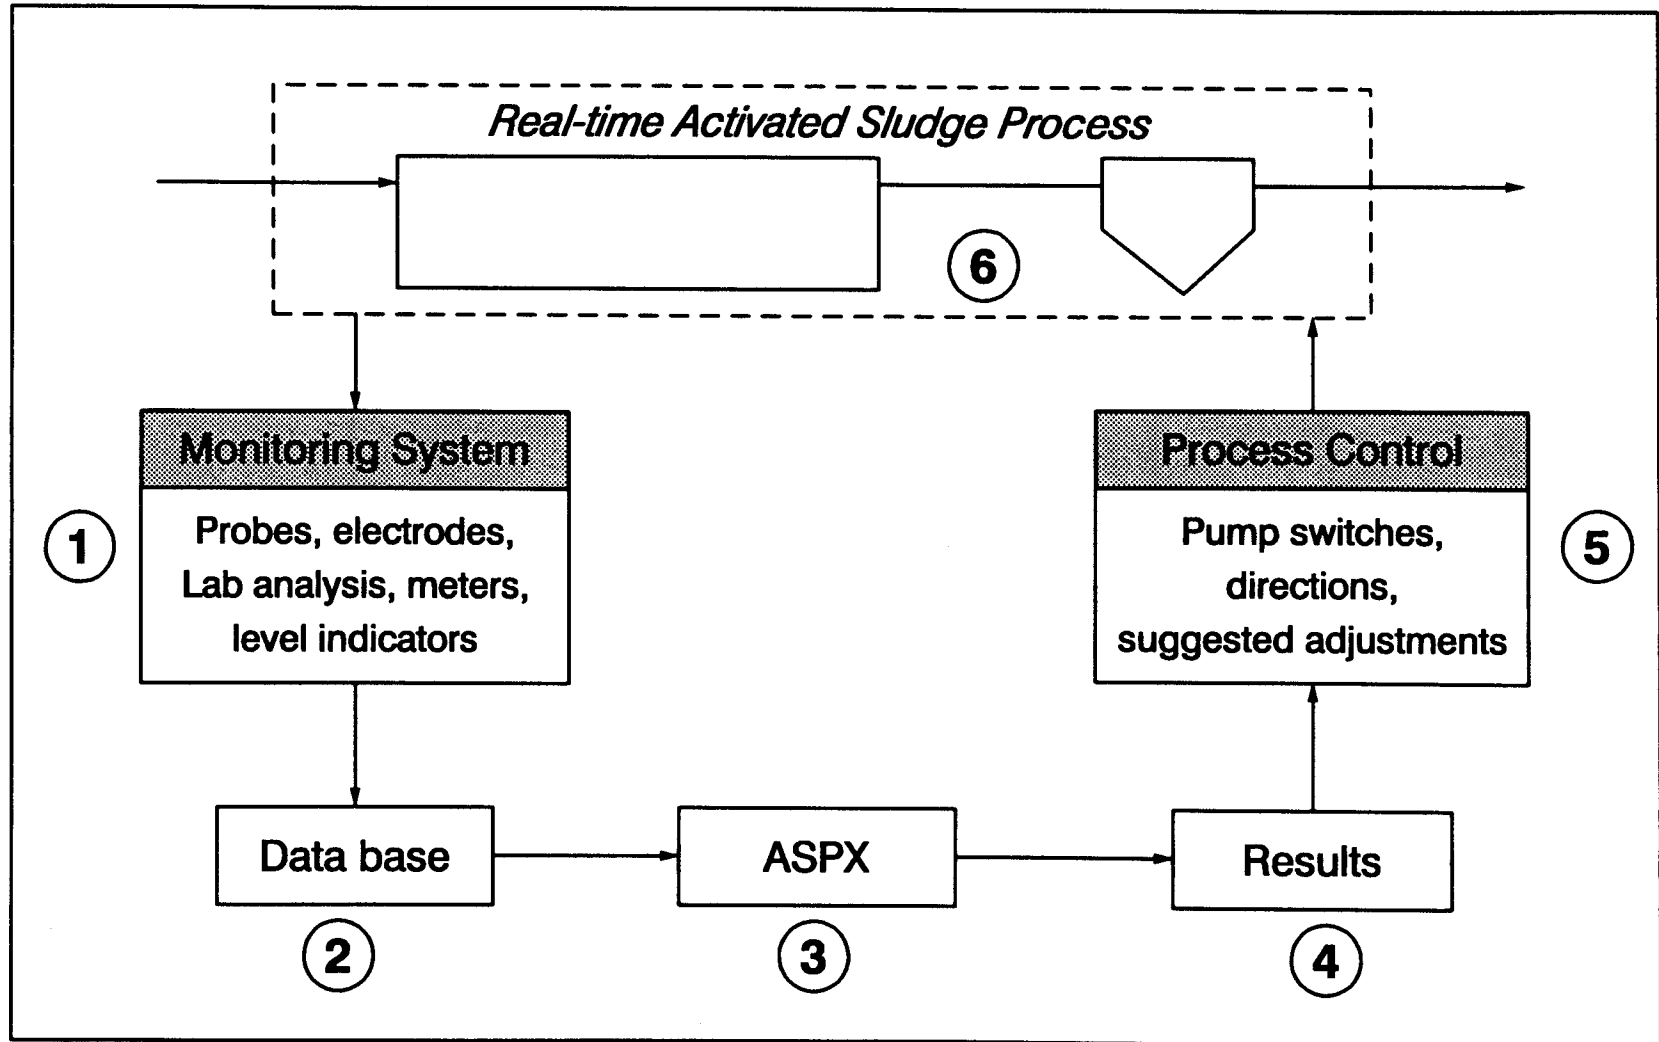 Real-time Activated Sludge Process
6
Monitoring System
Probes, electrodes,
Lab analysis, meters,
level indicators
1
Process Control
Pump switches,
directions,
suggested adjustments
5
Data base
2
ASPX
3
Results
4